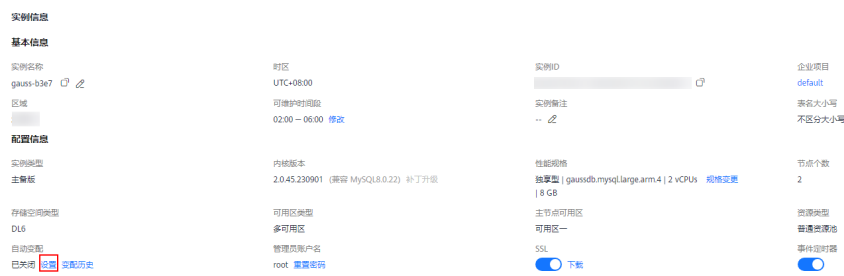 实例信息
基本信息
实例名称 时区 实例ID 企业项目
gauss-b3e7 UTC+08:00 default
区域 可维护时间段 实例备注 表名大小写
02:00 — 06:00 修改 -- 不区分大小写
配置信息
实例类型 内核版本 性能规格 节点个数
主备版 2.0.45.230901 (兼容 MySQL8.0.22) 补丁升级 独享型 | gaussdb.mysql.large.arm.4 | 2 vCPUs 规格变更 2
| 8 GB
存储空间类型 可用区类型 主节点可用区 资源类型
DL6 多可用区 可用区一 普通资源池
自动变配 管理员账户名 SSL 事件定时器
已关闭 设置 变配历史 root 重置密码 下载